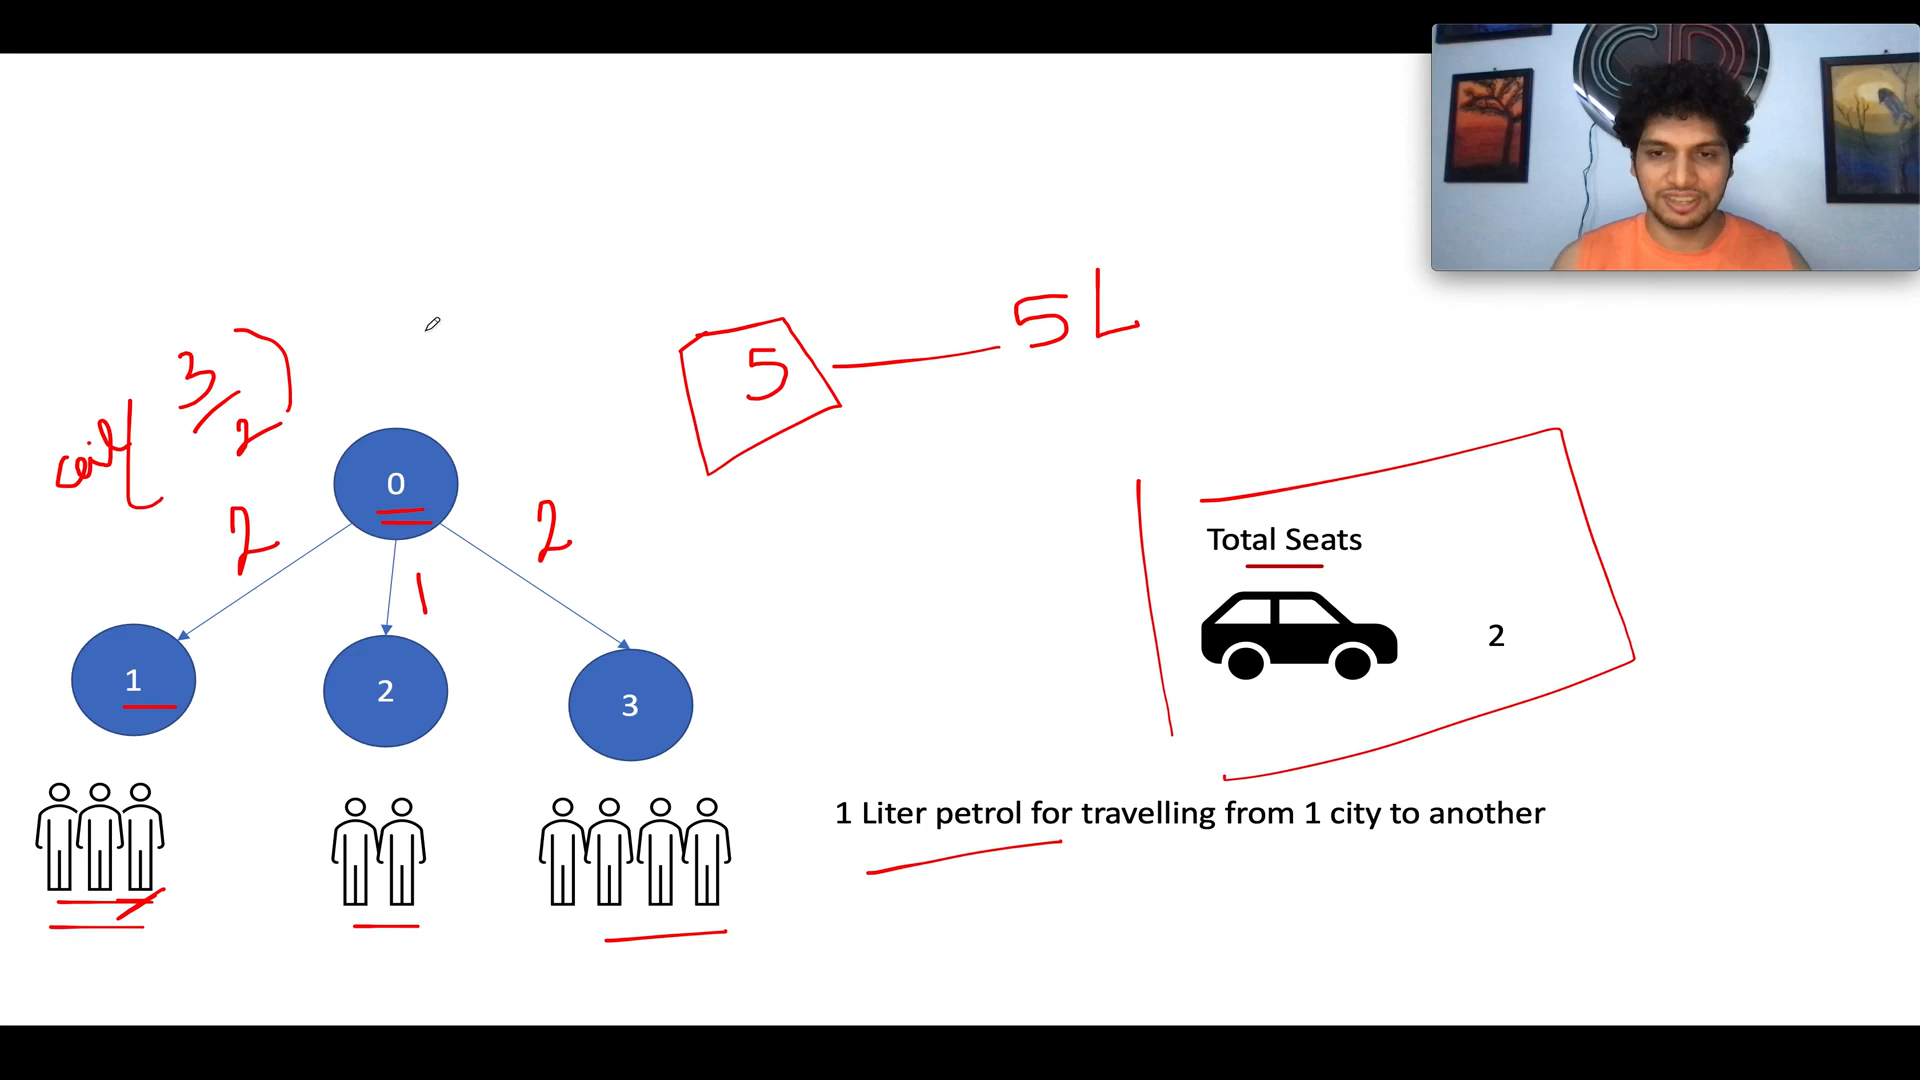 5 L
5
3/2)
ceil(
0
2
2
1
1
2
3
Total Seats
2
1 Liter petrol for travelling from 1 city to another